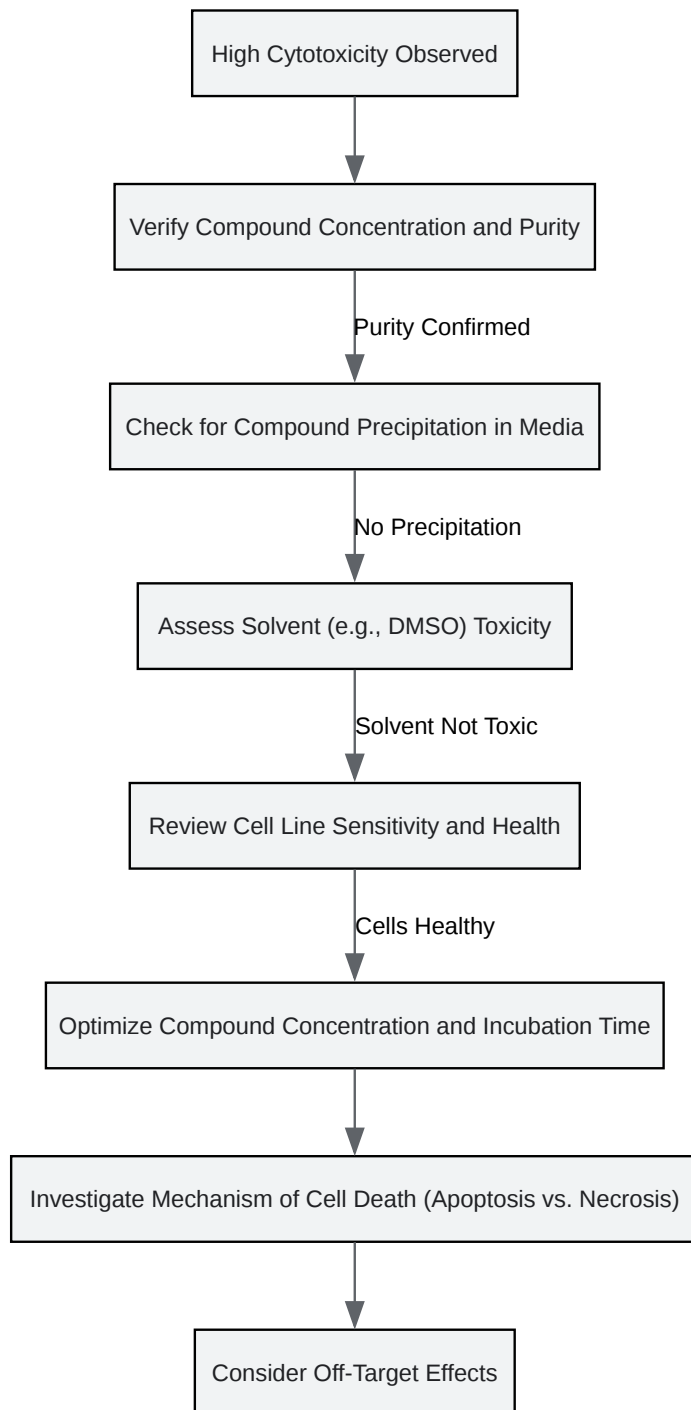 High Cytotoxicity Observed
Verify Compound Concentration and Purity
Purity Confirmed
Check for Compound Precipitation in Media
No Precipitation
Assess Solvent (e.g., DMSO) Toxicity
Solvent Not Toxic
Review Cell Line Sensitivity and Health
Cells Healthy
Optimize Compound Concentration and Incubation Time
Investigate Mechanism of Cell Death (Apoptosis vs. Necrosis)
Consider Off-Target Effects